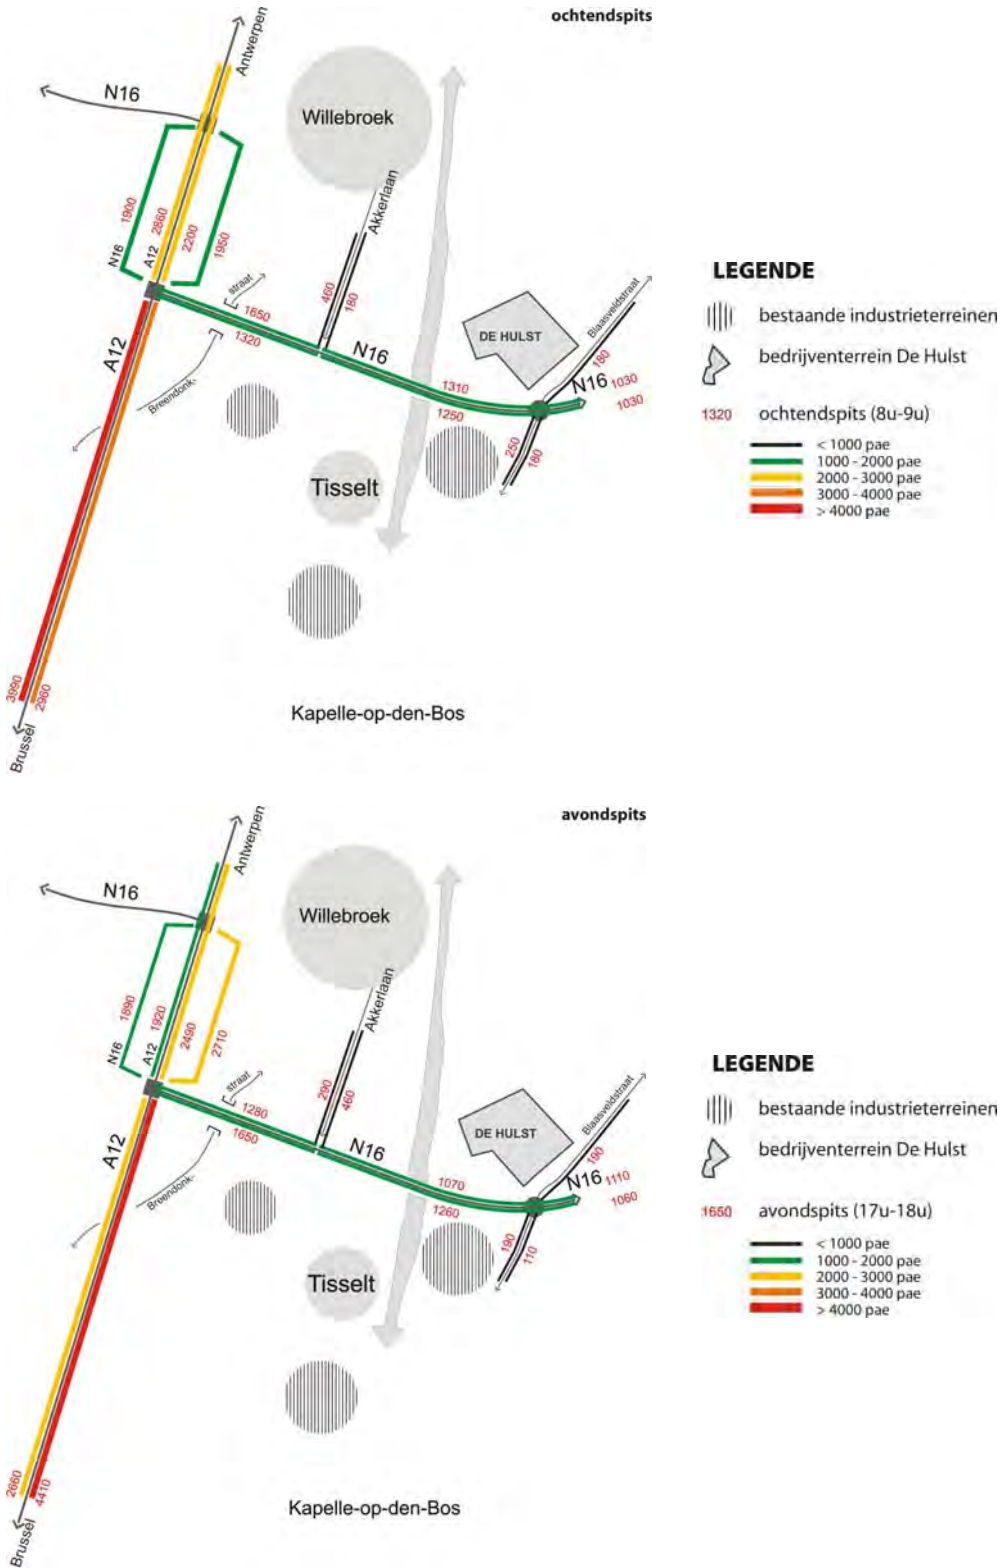 ochtendspits
Antwerpen
N16
Willebroek
Akkerlaan
1900
2860
2200
1950
N16
A12
straat
1650
1320
460
180
N16
A12
Breendonk-
DE HULST
Blaasveldstraat
180
N16
1030
1030
1310
1250
250
180
Tisselt
3990
2960
Brussel
Kapelle-op-den-Bos
LEGENDE
bestaande industrieterreinen
bedrijventerrein De Hulst
1320 ochtendspits (8u-9u)
< 1000 pae
1000 - 2000 pae
2000 - 3000 pae
3000 - 4000 pae
> 4000 pae
avondspits
Antwerpen
N16
Willebroek
Akkerlaan
1890
1920
2490
2710
N16
A12
straat
1280
1650
290
460
N16
A12
Breendonk-
DE HULST
Blaasveldstraat
190
N16
1110
1060
1070
1260
190
110
Tisselt
2660
4410
Brussel
Kapelle-op-den-Bos
LEGENDE
bestaande industrieterreinen
bedrijventerrein De Hulst
1650 avondspits (17u-18u)
< 1000 pae
1000 - 2000 pae
2000 - 3000 pae
3000 - 4000 pae
> 4000 pae